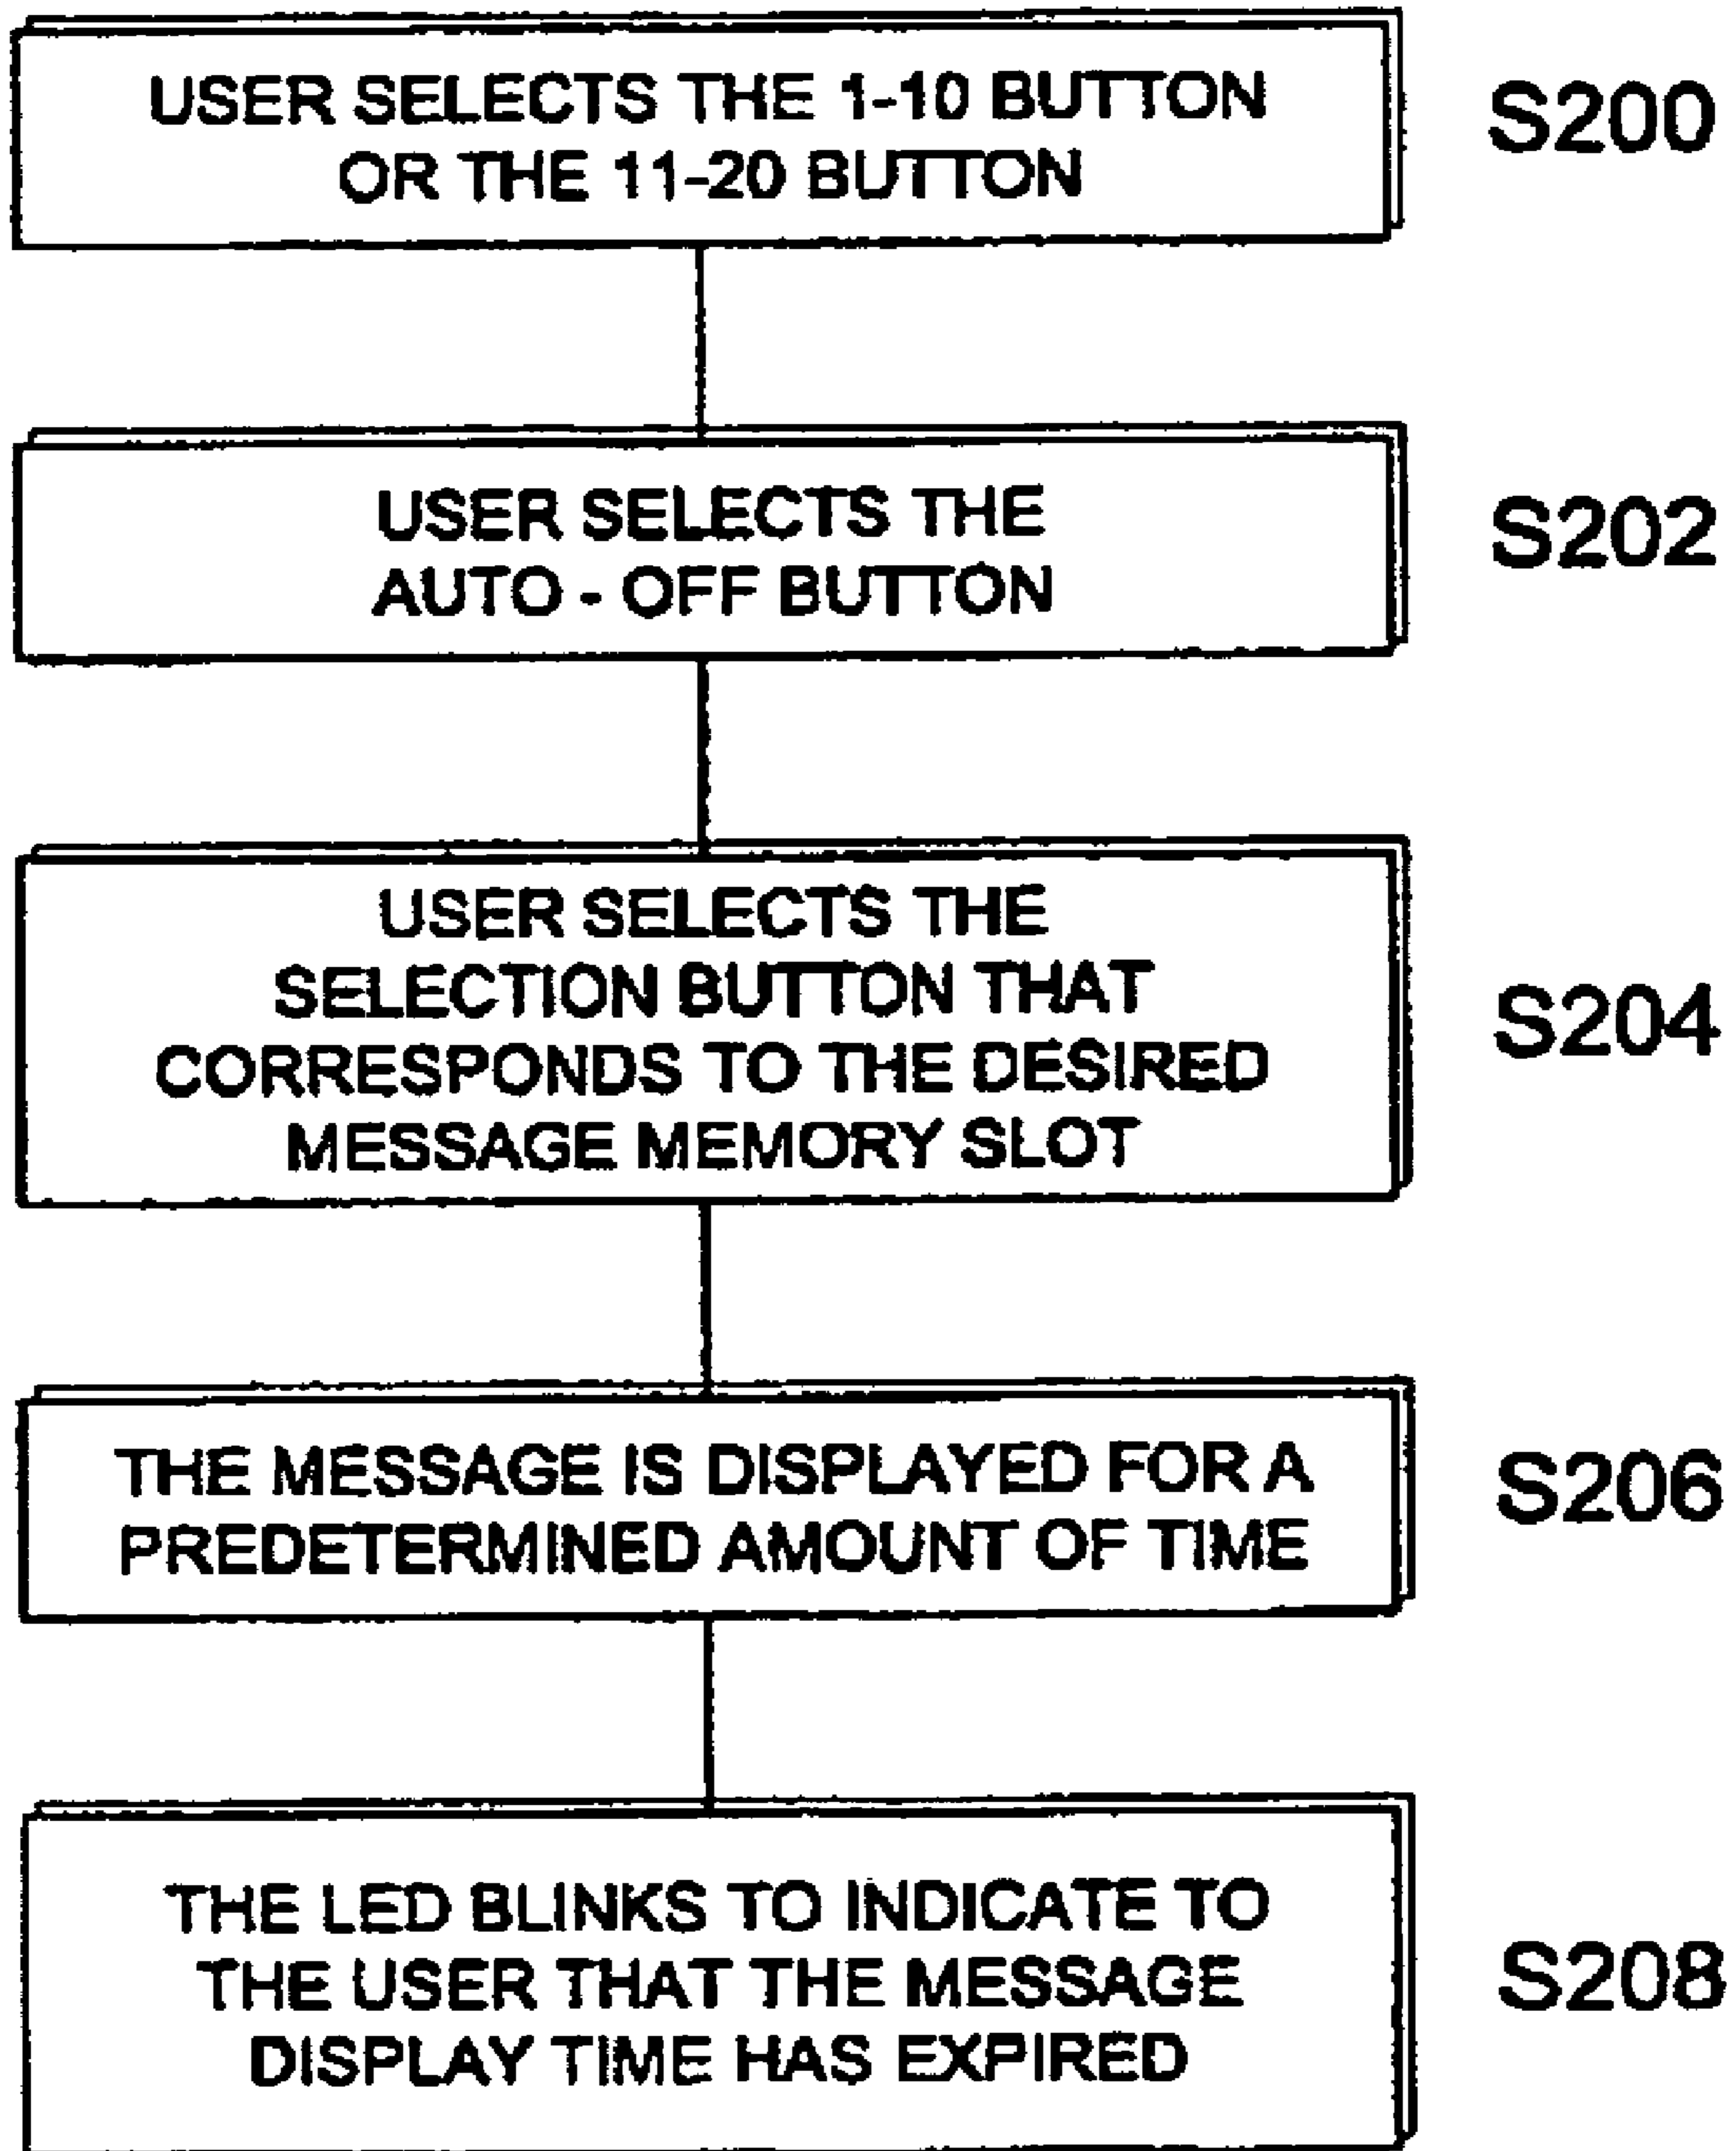 USER SELECTS THE 1-10 BUTTON
OR THE 11-20 BUTTON
S200
USER SELECTS THE
AUTO - OFF BUTTON
S202
USER SELECTS THE
SELECTION BUTTON THAT
CORRESPONDS TO THE DESIRED
MESSAGE MEMORY SLOT
S204
THE MESSAGE IS DISPLAYED FOR A
PREDETERMINED AMOUNT OF TIME
S206
THE LED BLINKS TO INDICATE TO
THE USER THAT THE MESSAGE
DISPLAY TIME HAS EXPIRED
S208